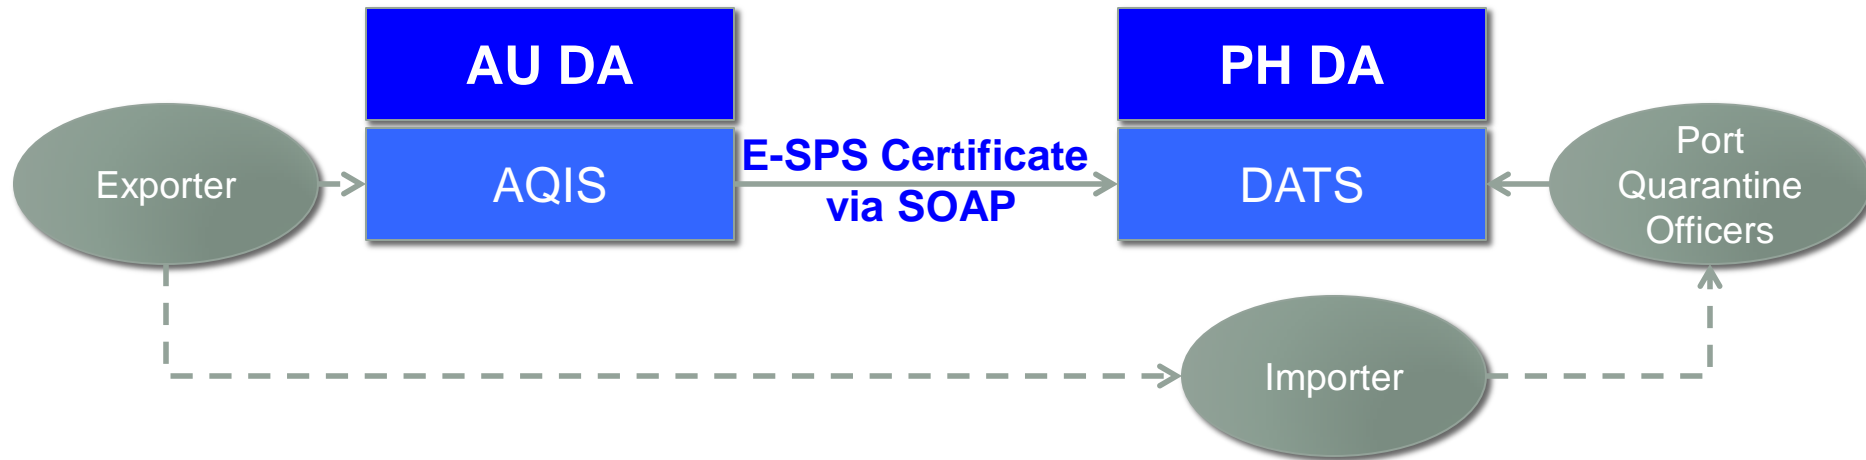 AU DA
PH DA
Exporter
AQIS
E-SPS Certificate
via SOAP
DATS
Port
Quarantine
Officers
Importer